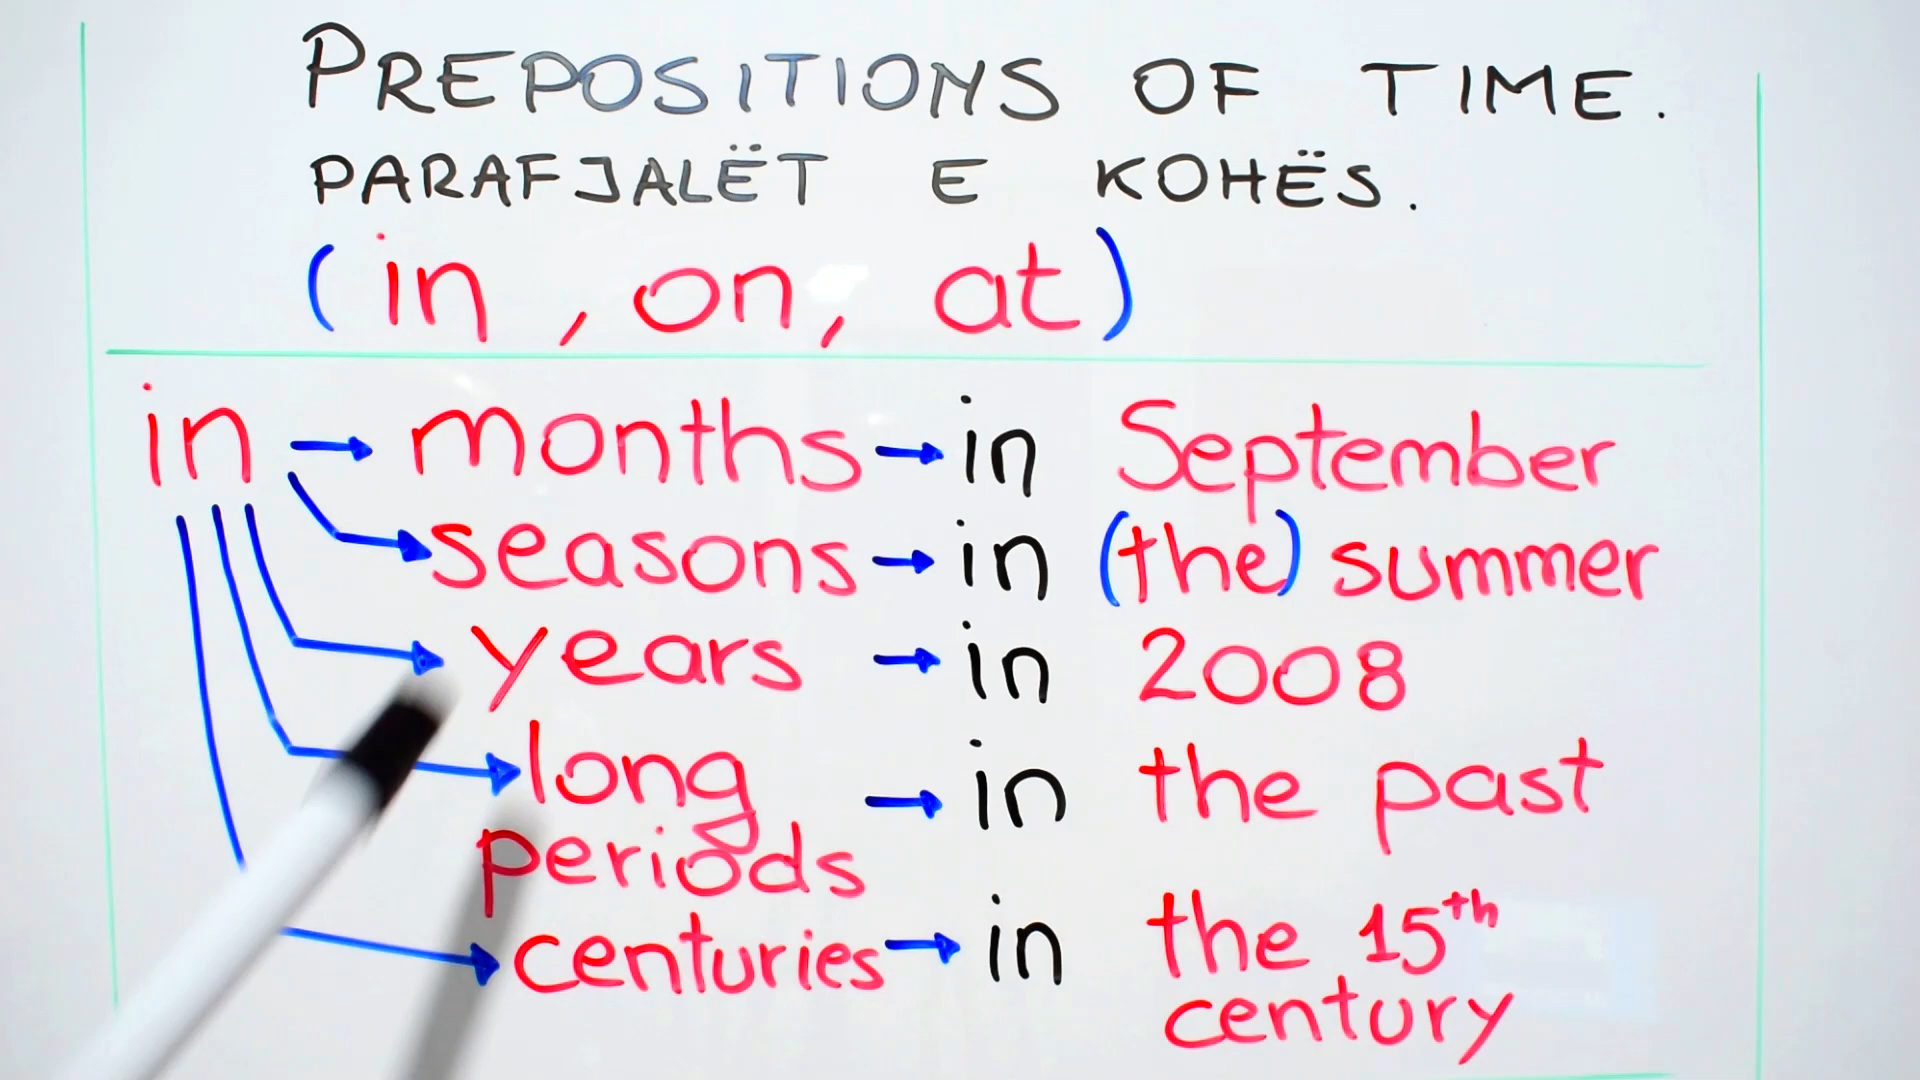 PREPOSITIONS OF TIME.
PARAFJALËT E KOHËS.
(in, on, at)
in → months → in September
seasons → in (the) summer
years → in 2008
long periods → in the past
centuries → in the 15th century